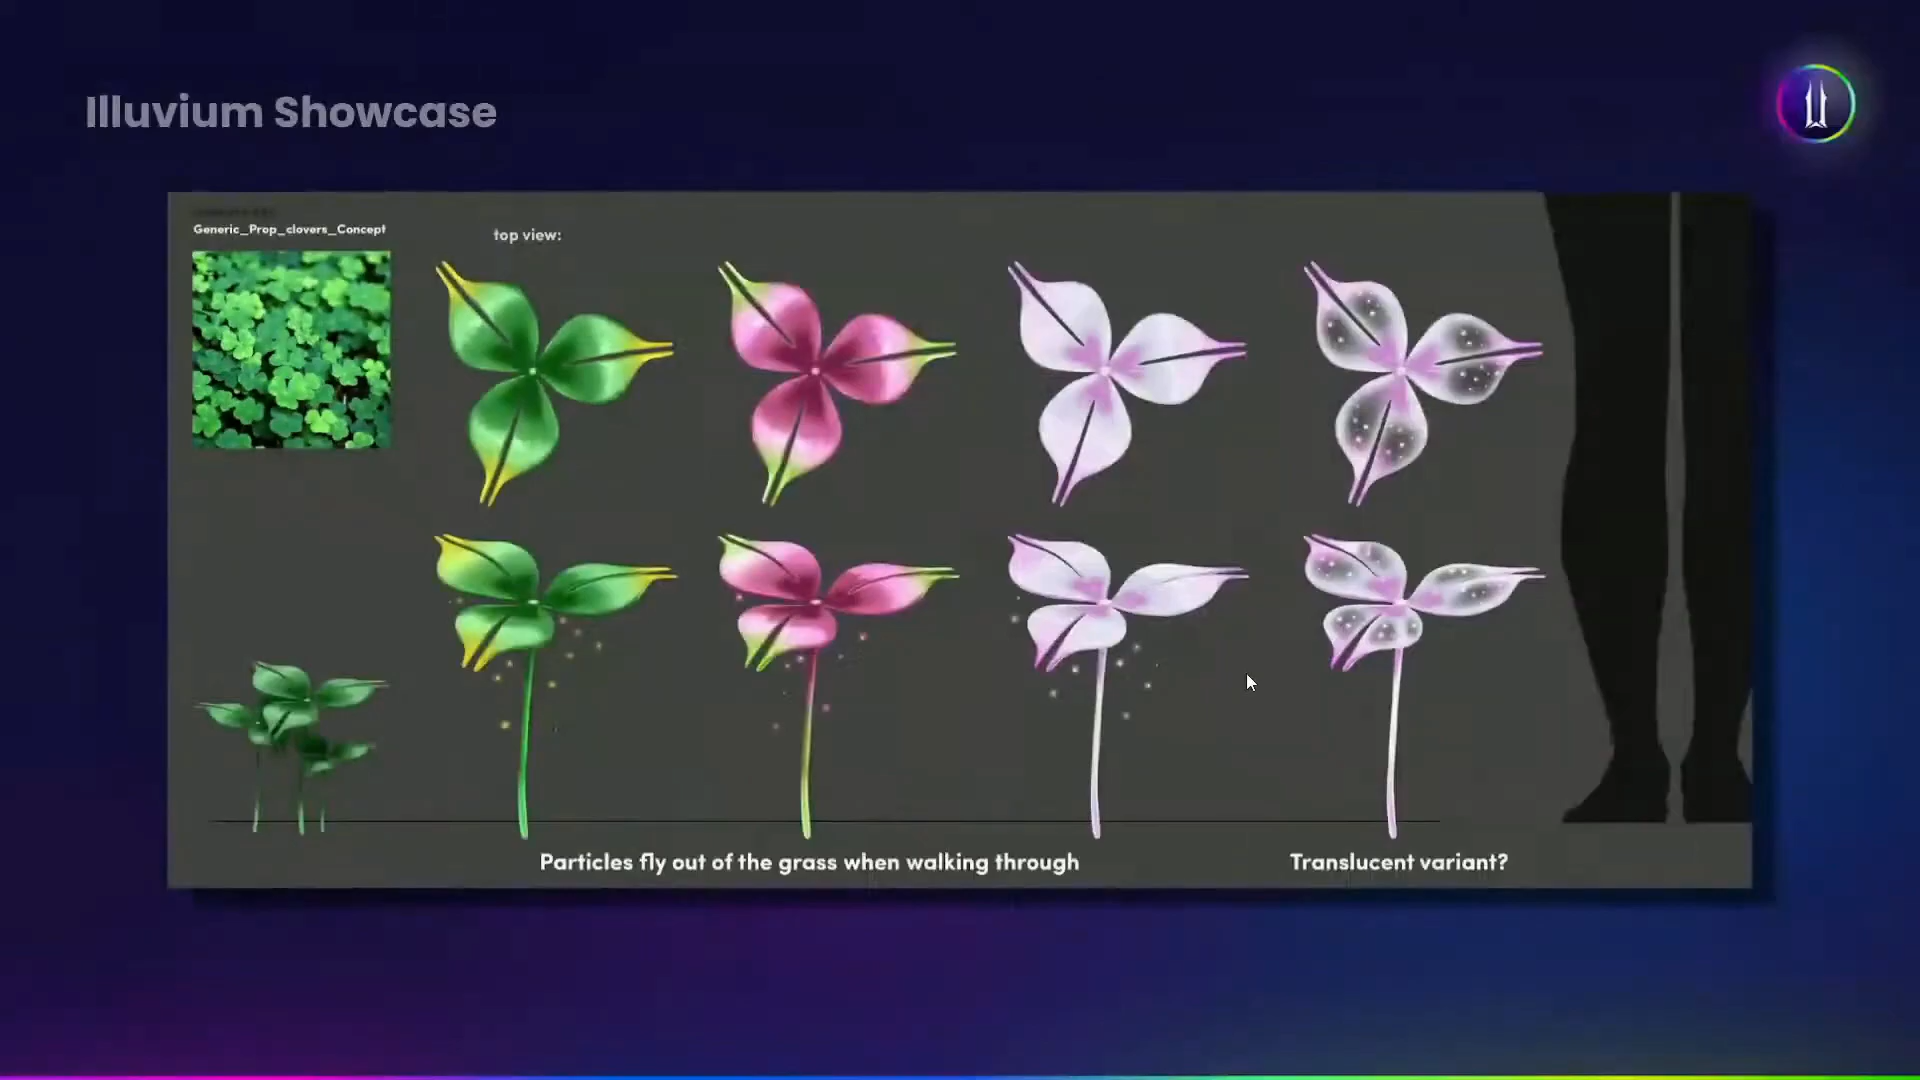 Illuvium Showcase
Generic_Prop_clovers_Concept
top view:
Particles fly out of the grass when walking through
Translucent variant?